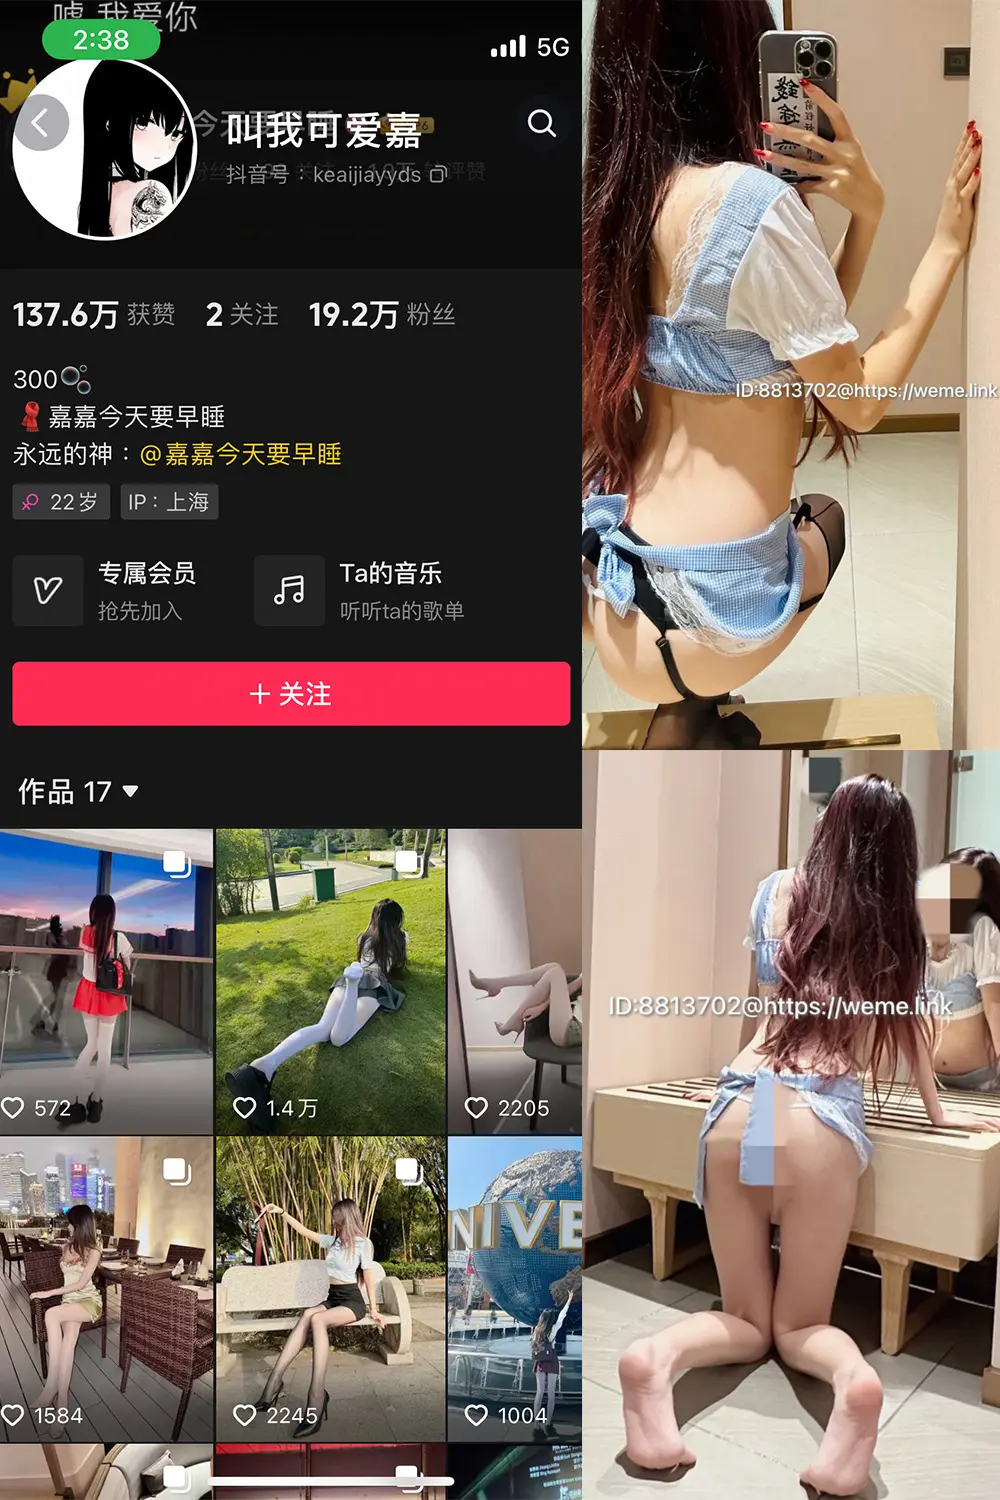 嘘 我爱你
2:38
5G
叫我可爱嘉
抖音号：keaijiayyds
137.6万 获赞 2 关注 19.2万 粉丝
300
嘉嘉今天要早睡
永远的神：@嘉嘉今天要早睡
22岁 IP：上海
专属会员 Ta的音乐
抢先加入 听听ta的歌单
＋关注
作品 17
572 1.4万 2205
NIVE
1584 2245 1004
ID:8813702@https://weme.link
ID:8813702@https://weme.link